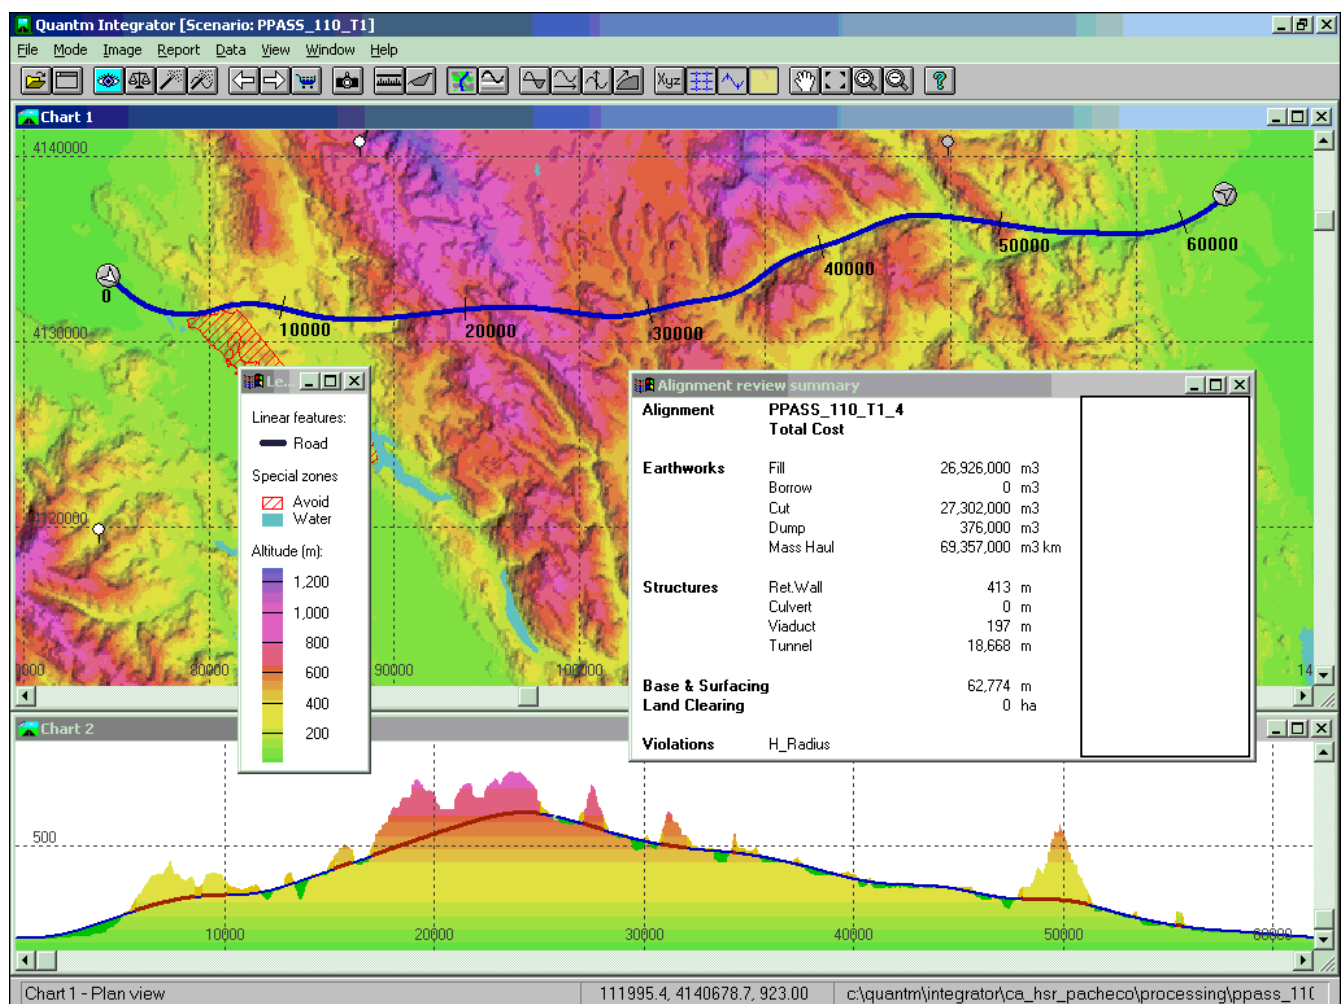 Quantm Integrator [Scenario: PPASS_110_T1]
File Mode Image Report Data View Window Help
Xyz
Chart 1
4140000
4130000
4120000
0
10000
20000
30000
40000
50000
60000
80000
90000
100000
Le...
Linear features:
Road
Special zones
Avoid
Water
Altitude (m):
1,200
1,000
800
600
400
200
Alignment review summary
Alignment PPASS_110_T1_4
Total Cost
Earthworks Fill 26,926,000 m3
Borrow 0 m3
Cut 27,302,000 m3
Dump 376,000 m3
Mass Haul 69,357,000 m3 km
Structures Ret.Wall 413 m
Culvert 0 m
Viaduct 197 m
Tunnel 18,668 m
Base & Surfacing 62,774 m
Land Clearing 0 ha
Violations H_Radius
Chart 2
500
10000 20000 30000 40000 50000 60000
Chart 1 - Plan view 111995.4, 4140678.7, 923.00 c:\quantm\integrator\ca_hsr_pacheco\processing\ppass_110